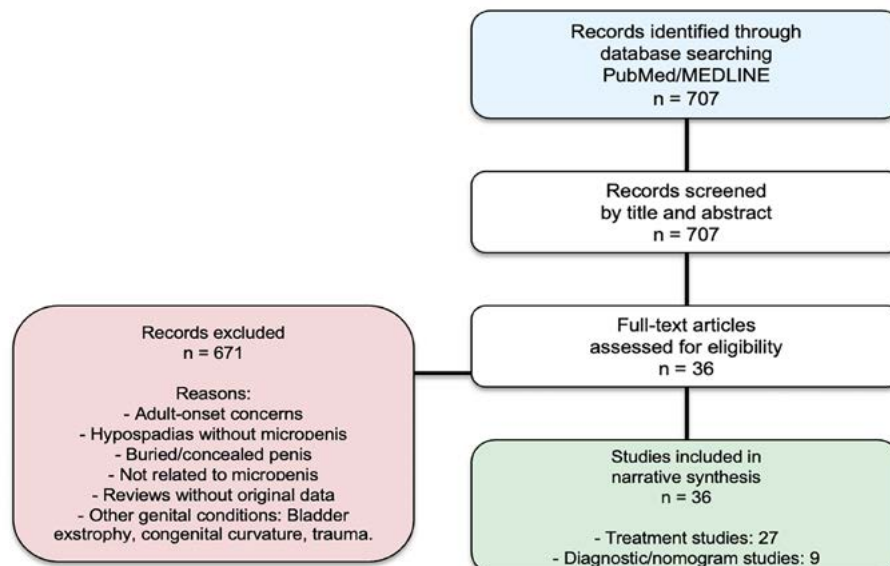 Records identified through
database searching
PubMed/MEDLINE
n = 707
Records screened
by title and abstract
n = 707
Full-text articles
assessed for eligibility
n = 36
Records excluded
n = 671
Reasons:
- Adult-onset concerns
- Hypospadias without micropenis
- Buried/concealed penis
- Not related to micropenis
- Reviews without original data
- Other genital conditions: Bladder
exstrophy, congenital curvature, trauma.
Studies included in
narrative synthesis
n = 36
- Treatment studies: 27
- Diagnostic/nomogram studies: 9